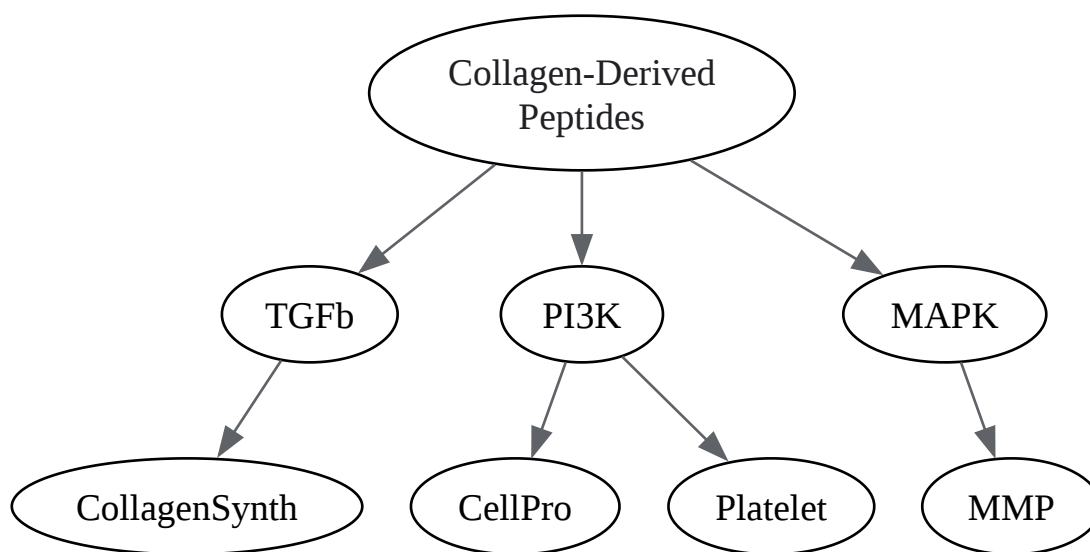 Collagen-Derived
Peptides
TGFb
PI3K
MAPK
CollagenSynth
CellPro
Platelet
MMP